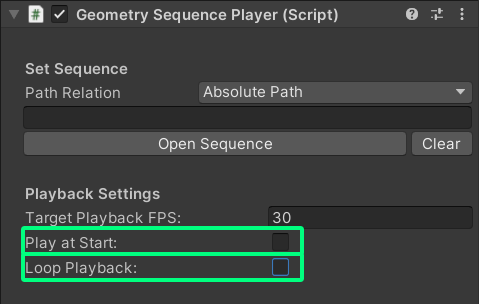 Geometry Sequence Player (Script)
Set Sequence
Path Relation Absolute Path
Open Sequence Clear
Playback Settings
Target Playback FPS: 30
Play at Start:
Loop Playback: